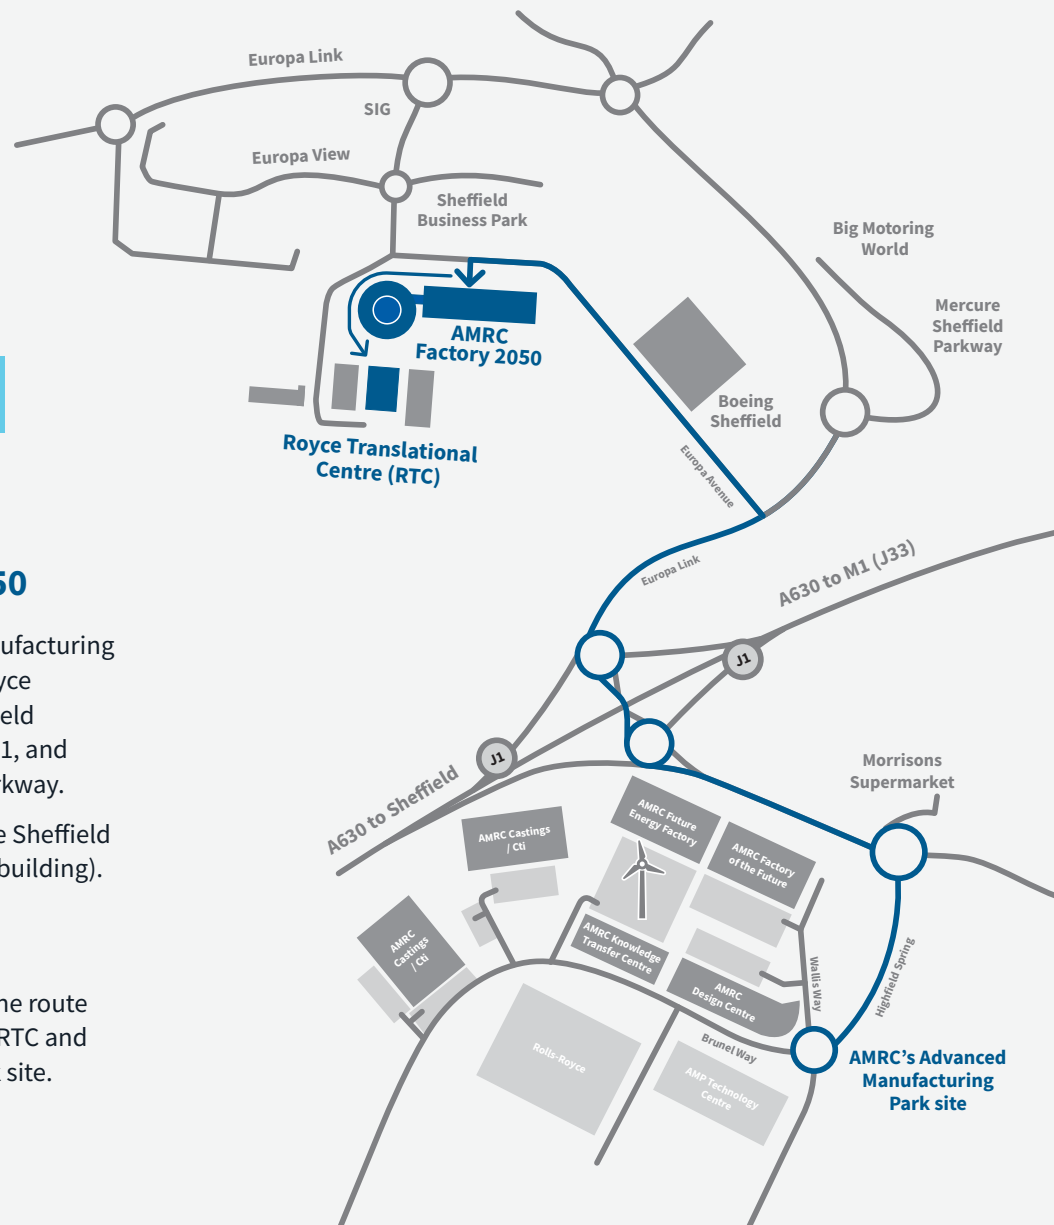 Europa Link
SIG
Europa View
Sheffield
Business Park
Big Motoring
World
Mercure
Sheffield
Parkway
AMRC
Factory 2050
Boeing
Sheffield
Royce Translational
Centre (RTC)
Europa Avenue
Europa Link
A630 to M1 (J33)
50
ufacturing
yce
eld
1, and
rkway.
e Sheffield
building).
ne route
RTC and
site.
J1
J1
A630 to Sheffield
Morrisons
Supermarket
AMRC Future
Energy Factory
AMRC Castings
/ Cti
AMRC Factory
of the Future
AMRC
Castings
/ Cti
AMRC Knowledge
Transfer Centre
AMRC
Design Centre
Wallis Way
Highfield Spring
Rolls-Royce
Brunel Way
AMP Technology
Centre
AMRC's Advanced
Manufacturing
Park site